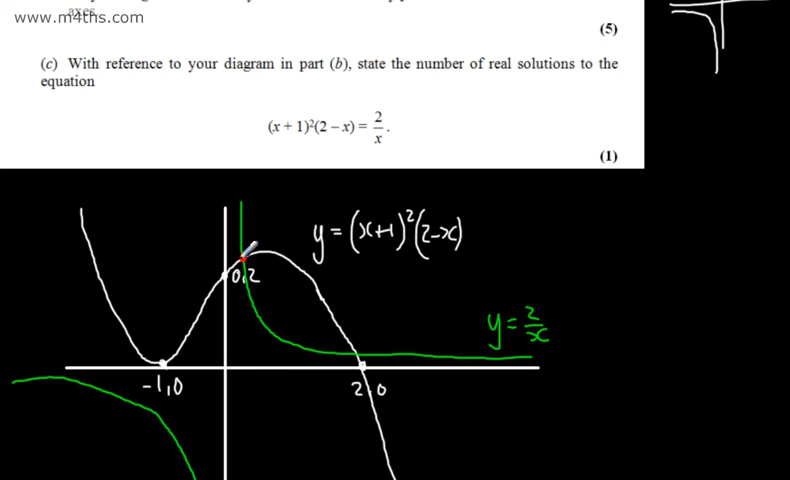 axes
www.m4ths.com
(5)
(c) With reference to your diagram in part (b), state the number of real solutions to the
equation
(x + 1)²(2 – x) = 2/x.
(1)
y = (x+1)²(2-x)
0,2
y = 2/x
-1,0
2,0